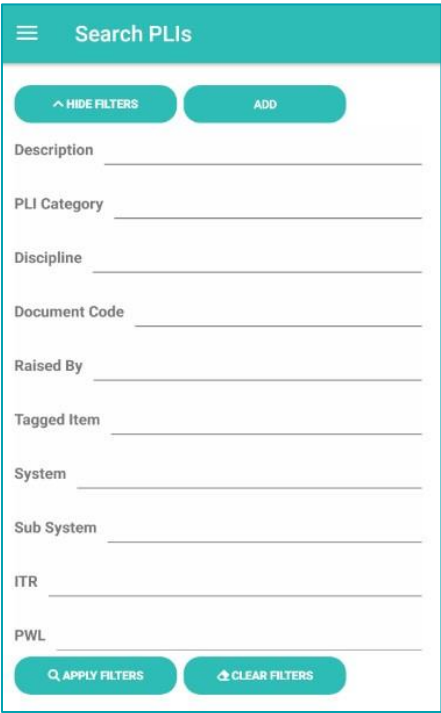 Search PLIs
HIDE FILTERS
ADD
Description
PLI Category
Discipline
Document Code
Raised By
Tagged Item
System
Sub System
ITR
PWL
APPLY FILTERS
CLEAR FILTERS